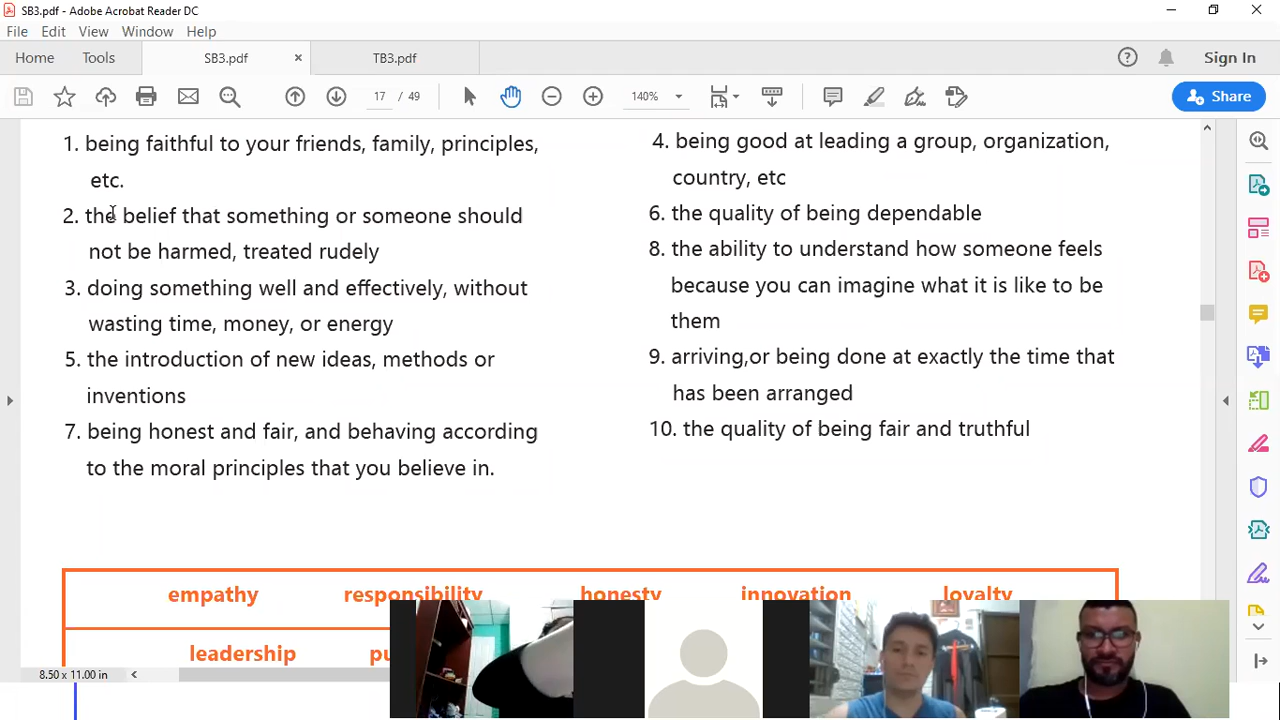 SB3.pdf - Adobe Acrobat Reader DC
File Edit View Window Help
Home Tools SB3.pdf × TB3.pdf Sign In
17 / 49 140% Share
1. being faithful to your friends, family, principles,
etc.
2. the belief that something or someone should
not be harmed, treated rudely
3. doing something well and effectively, without
wasting time, money, or energy
5. the introduction of new ideas, methods or
inventions
7. being honest and fair, and behaving according
to the moral principles that you believe in.
4. being good at leading a group, organization,
country, etc
6. the quality of being dependable
8. the ability to understand how someone feels
because you can imagine what it is like to be
them
9. arriving,or being done at exactly the time that
has been arranged
10. the quality of being fair and truthful
empathy responsibility honesty innovation loyalty
leadership
8.50 x 11.00 in